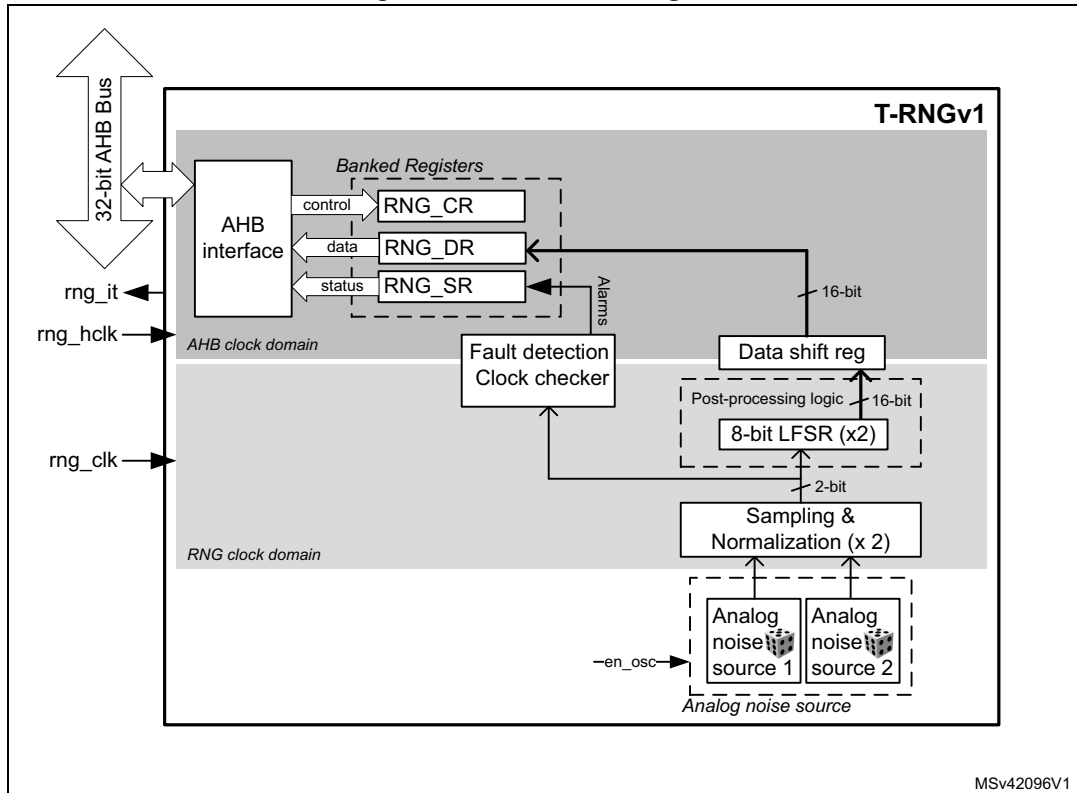 32-bit AHB Bus
T-RNGv1
Banked Registers
AHB
interface
control
RNG_CR
data
RNG_DR
status
RNG_SR
Alarms
16-bit
rng_it
rng_hclk
AHB clock domain
Fault detection
Clock checker
Data shift reg
Post-processing logic
16-bit
8-bit LFSR (x2)
rng_clk
2-bit
Sampling &
Normalization (x 2)
RNG clock domain
Analog
noise
source 1
Analog
noise
source 2
en_osc
Analog noise source
MSv42096V1